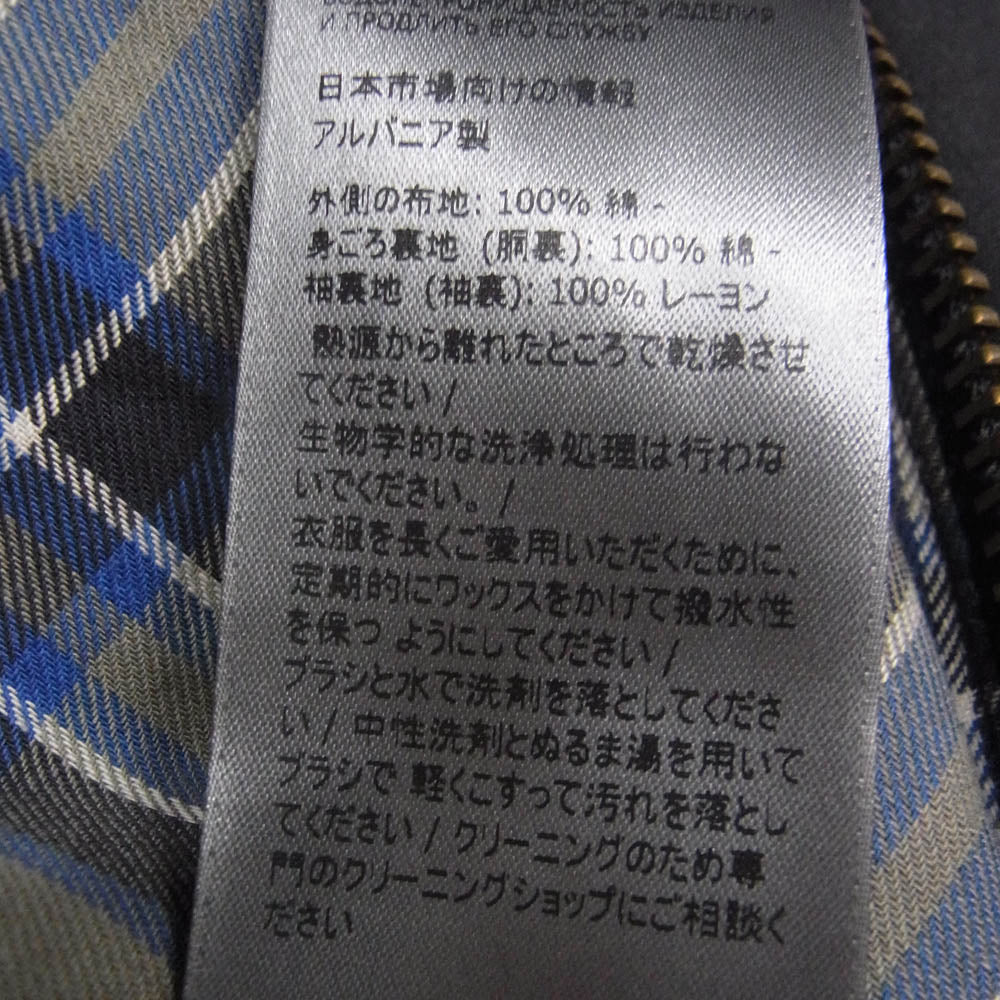 ВОДОНЕПРОНИЦАЕМОСТЬ ИЗДЕЛИЯ
И ПРОДЛИТЬ ЕГО СЛУЖБУ
日本市場向けの情報
アルバニア製
外側の布地: 100% 綿 -
身ごろ裏地 (胴裏): 100% 綿 -
袖裏地 (袖裏): 100% レーヨン
熱源から離れたところで乾燥させ
てください /
生物学的な洗浄処理は行わな
いでください。 /
衣服を長くご愛用いただくために、
定期的にワックスをかけて撥水性
を保つ ようにしてください /
ブラシと水で洗剤を落としてくださ
い / 中性洗剤とぬるま湯を用いて
ブラシで 軽くこすって汚れを落とし
てください / クリーニングのため専
門のクリーニングショップにご相談く
ださい